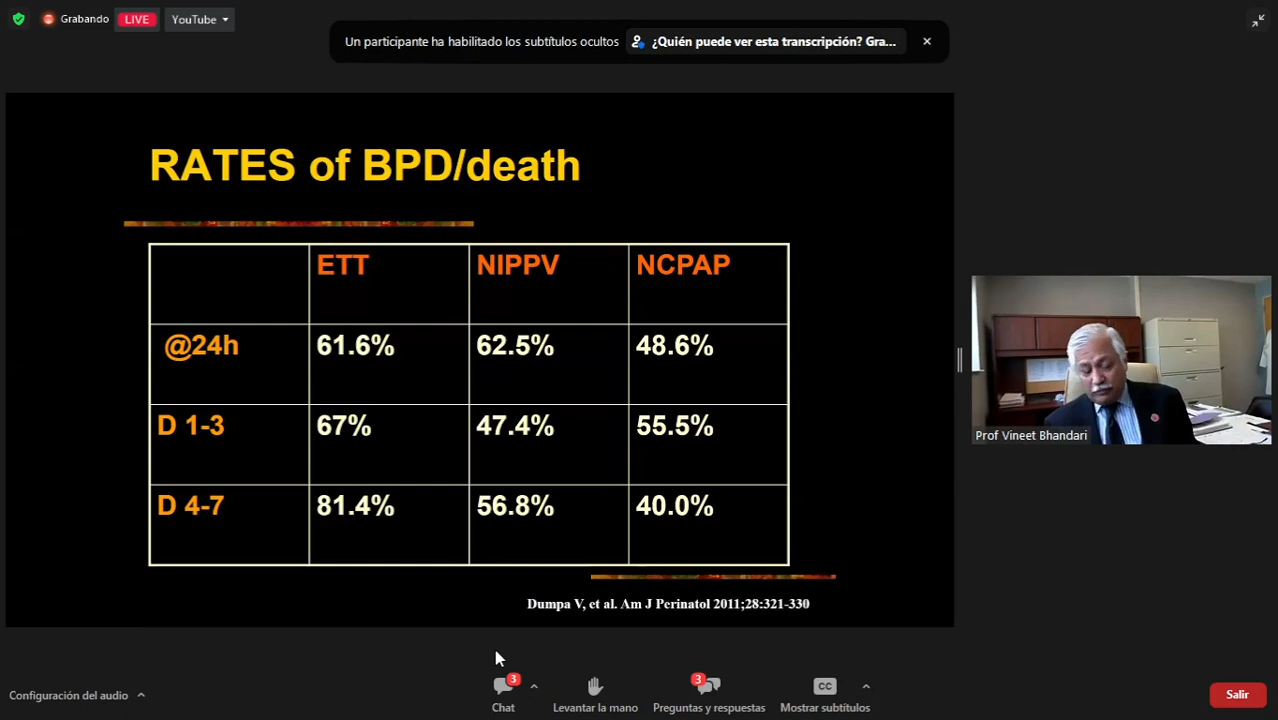 Grabando
LIVE
YouTube
Un participante ha habilitado los subtítulos ocultos
¿Quién puede ver esta transcripción? Gra...
RATES of BPD/death
ETT NIPPV NCPAP
@24h 61.6% 62.5% 48.6%
D 1-3 67% 47.4% 55.5%
D 4-7 81.4% 56.8% 40.0%
Dumpa V, et al. Am J Perinatol 2011;28:321-330
Prof Vineet Bhandari
Configuración del audio
3
Chat
Levantar la mano
3
Preguntas y respuestas
CC
Mostrar subtítulos
Salir